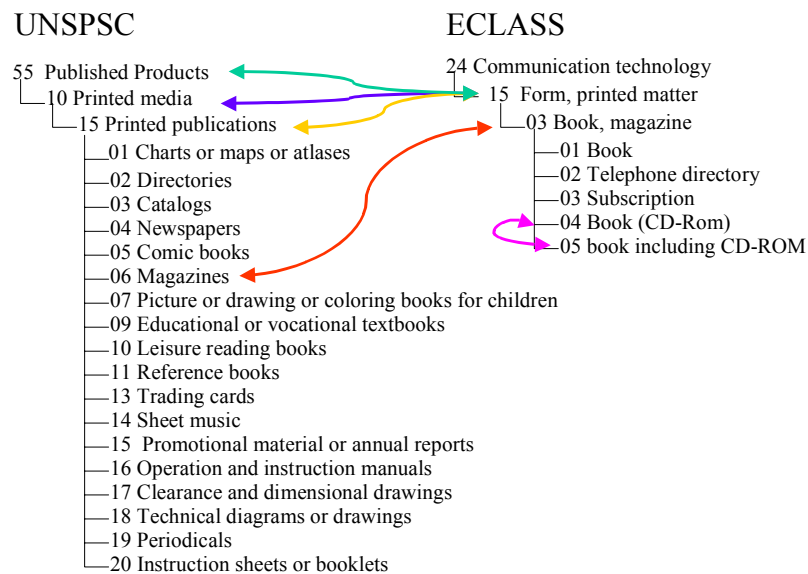 UNSPSC
55 Published Products
10 Printed media
15 Printed publications
01 Charts or maps or atlases
02 Directories
03 Catalogs
04 Newspapers
05 Comic books
06 Magazines
07 Picture or drawing or coloring books for children
09 Educational or vocational textbooks
10 Leisure reading books
11 Reference books
13 Trading cards
14 Sheet music
15 Promotional material or annual reports
16 Operation and instruction manuals
17 Clearance and dimensional drawings
18 Technical diagrams or drawings
19 Periodicals
20 Instruction sheets or booklets
ECLASS
24 Communication technology
15 Form, printed matter
03 Book, magazine
01 Book
02 Telephone directory
03 Subscription
04 Book (CD-Rom)
05 book including CD-ROM